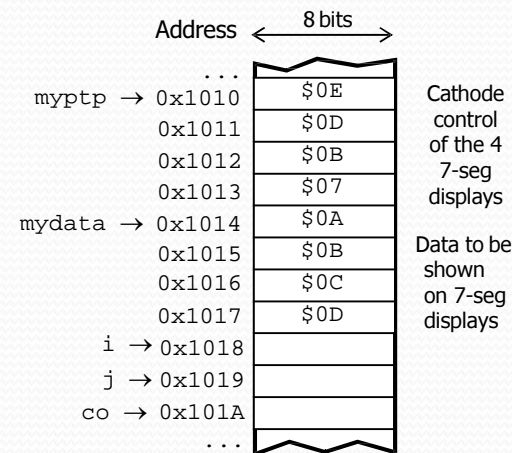 Address
8 bits
...
myptp → 0x1010 $0E
0x1011 $0D
0x1012 $0B
0x1013 $07
mydata → 0x1014 $0A
0x1015 $0B
0x1016 $0C
0x1017 $0D
i → 0x1018
j → 0x1019
co → 0x101A
...
Cathode
control
of the 4
7-seg
displays
Data to be
shown
on 7-seg
displays